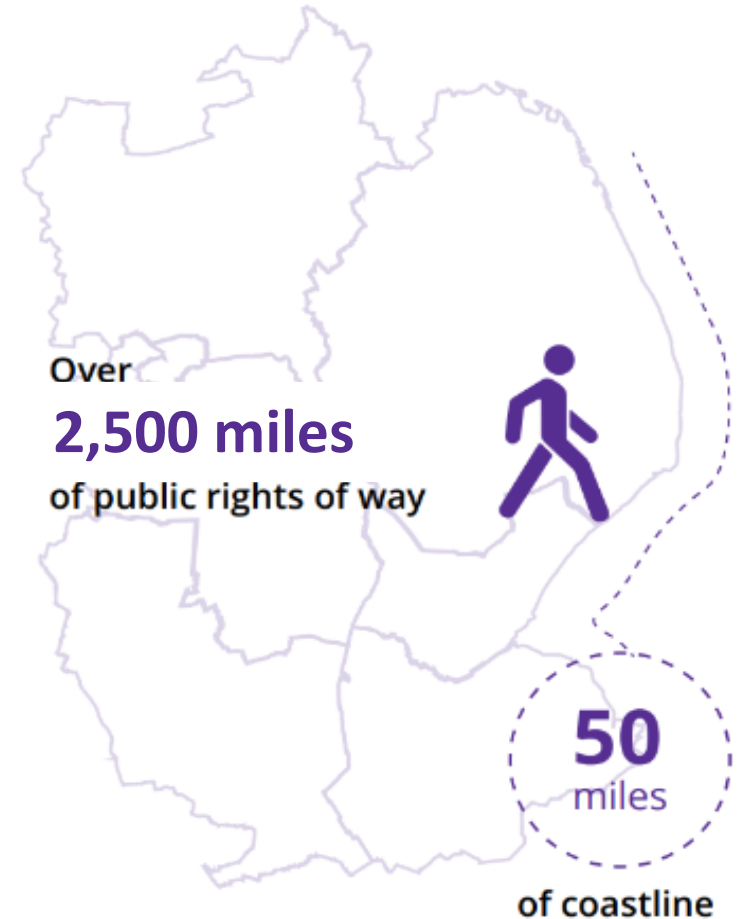 Over
2,500 miles
of public rights of way
50
miles
of coastline